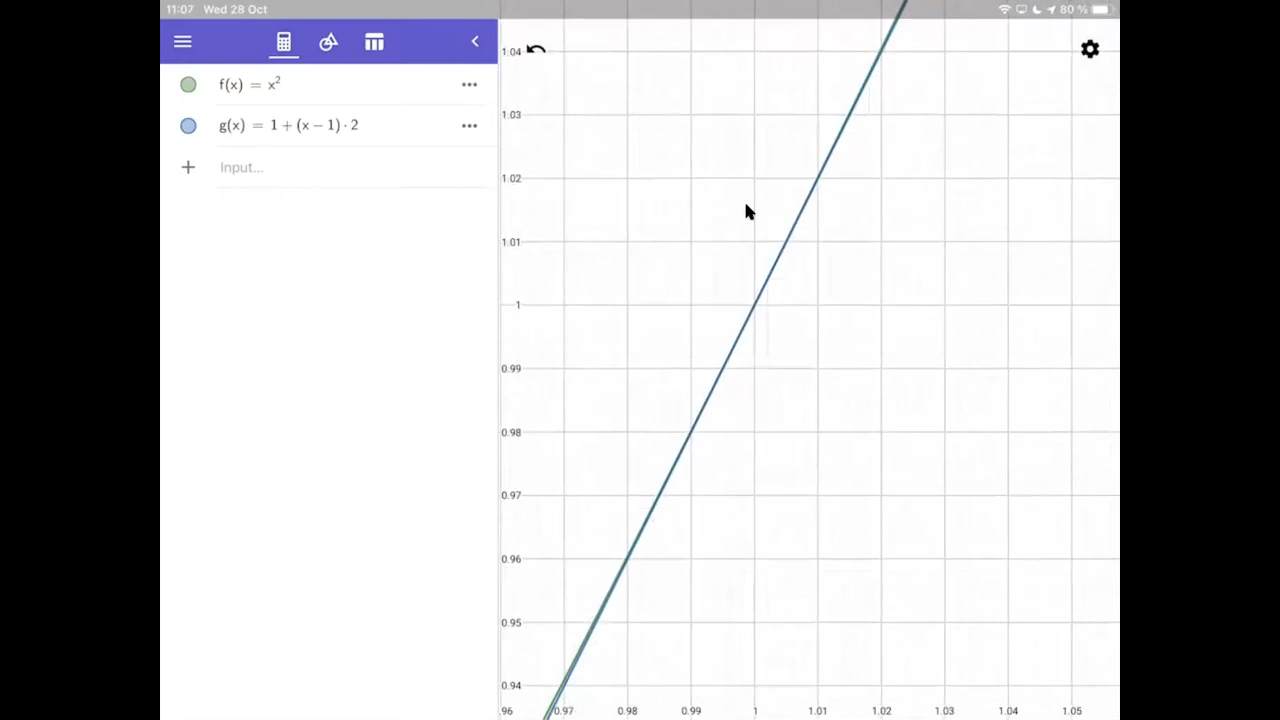 11:07 Wed 28 Oct 80 %
f(x) = x²
g(x) = 1 + (x − 1) · 2
Input...
1.04
1.03
1.02
1.01
1
0.99
0.98
0.97
0.96
0.95
0.94
.96 0.97 0.98 0.99 1 1.01 1.02 1.03 1.04 1.05